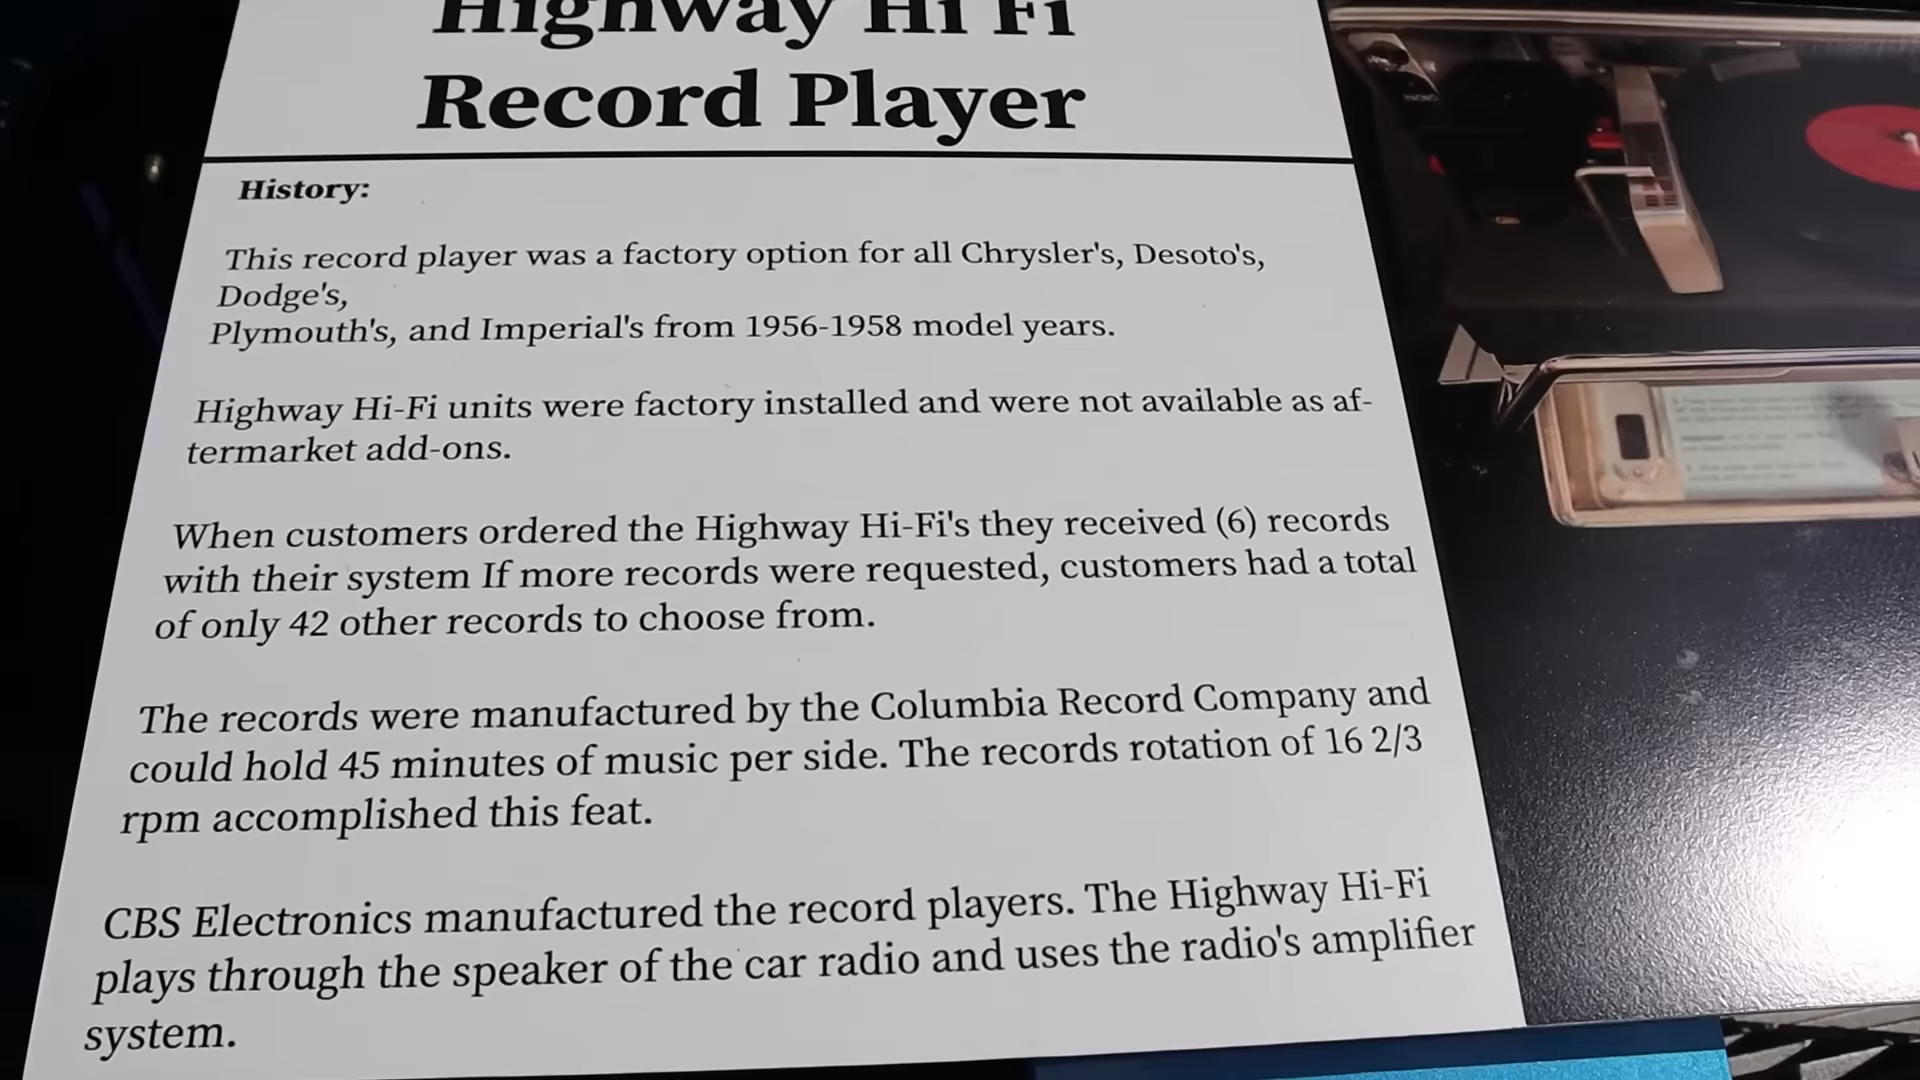 Highway Hi Fi
Record Player
History:
This record player was a factory option for all Chrysler's, Desoto's,
Dodge's,
Plymouth's, and Imperial's from 1956-1958 model years.
Highway Hi-Fi units were factory installed and were not available as af-
termarket add-ons.
When customers ordered the Highway Hi-Fi's they received (6) records
with their system If more records were requested, customers had a total
of only 42 other records to choose from.
The records were manufactured by the Columbia Record Company and
could hold 45 minutes of music per side. The records rotation of 16 2/3
rpm accomplished this feat.
CBS Electronics manufactured the record players. The Highway Hi-Fi
plays through the speaker of the car radio and uses the radio's amplifier
system.